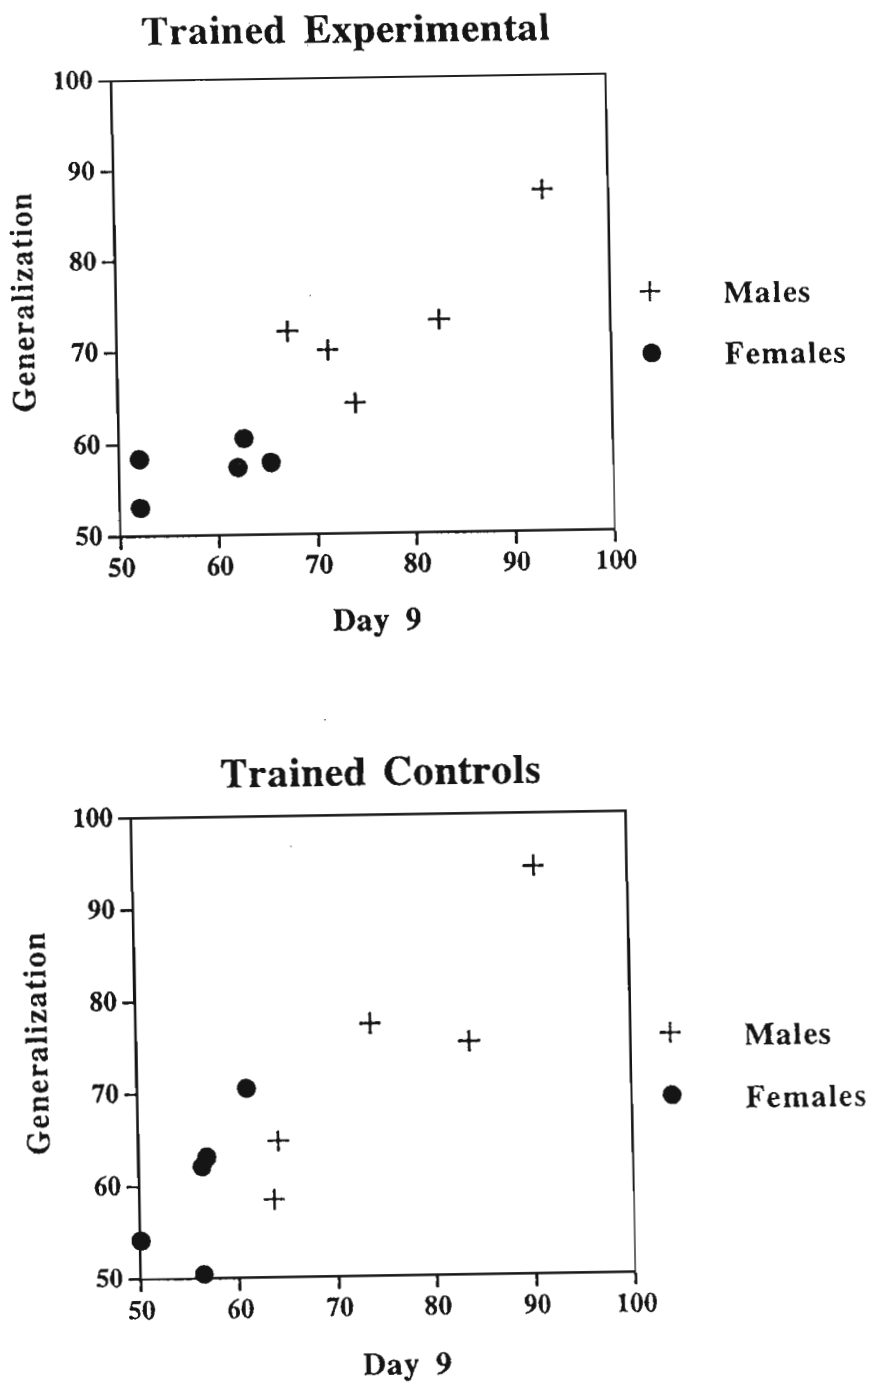 Trained Experimental
100
90
80
70
60
50
Generalization
50 60 70 80 90 100
Day 9
Males
Females
Trained Controls
100
90
80
70
60
50
Generalization
50 60 70 80 90 100
Day 9
Males
Females